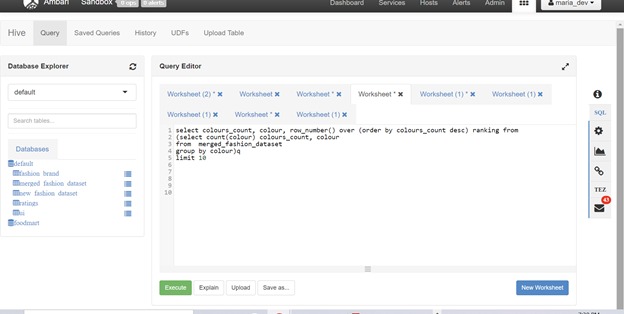 Ambari Sandbox 0 ops 0 alerts Dashboard Services Hosts Alerts Admin maria_dev
Hive Query Saved Queries History UDFs Upload Table
Database Explorer
default
Search tables...
Databases
default
fashion_brand
merged_fashion_dataset
new_fashion_dataset
ratings
foodmart
Query Editor
Worksheet (2) * ✖ Worksheet ✖ Worksheet * ✖ Worksheet * ✖ Worksheet (1) * ✖ Worksheet (1) ✖
Worksheet (1) ✖ Worksheet * ✖ Worksheet (1) ✖
1 select colours_count, colour, row_number() over (order by colours_count desc) ranking from
2 (select count(colour) colours_count, colour
3 from merged_fashion_dataset
4 group by colour)q
5 limit 10
6
7
8
9
10
Execute Explain Upload Save as... New Worksheet
SQL
TEZ
43